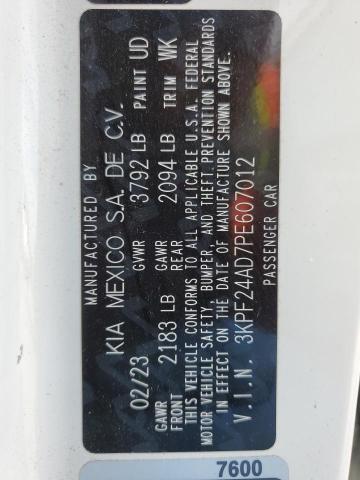 MANUFACTURED BY
KIA MEXICO S.A. DE C.V.
02/23 GVWR 3792 LB PAINT UD
GAWR FRONT 2183 LB GAWR REAR 2094 LB TRIM WK
THIS VEHICLE CONFORMS TO ALL APPLICABLE U.S.A. FEDERAL
MOTOR VEHICLE SAFETY, BUMPER, AND THEFT PREVENTION STANDARDS
IN EFFECT ON THE DATE OF MANUFACTURE SHOWN ABOVE.
V.I.N. 3KPF24AD7PE607012
PASSENGER CAR
7600